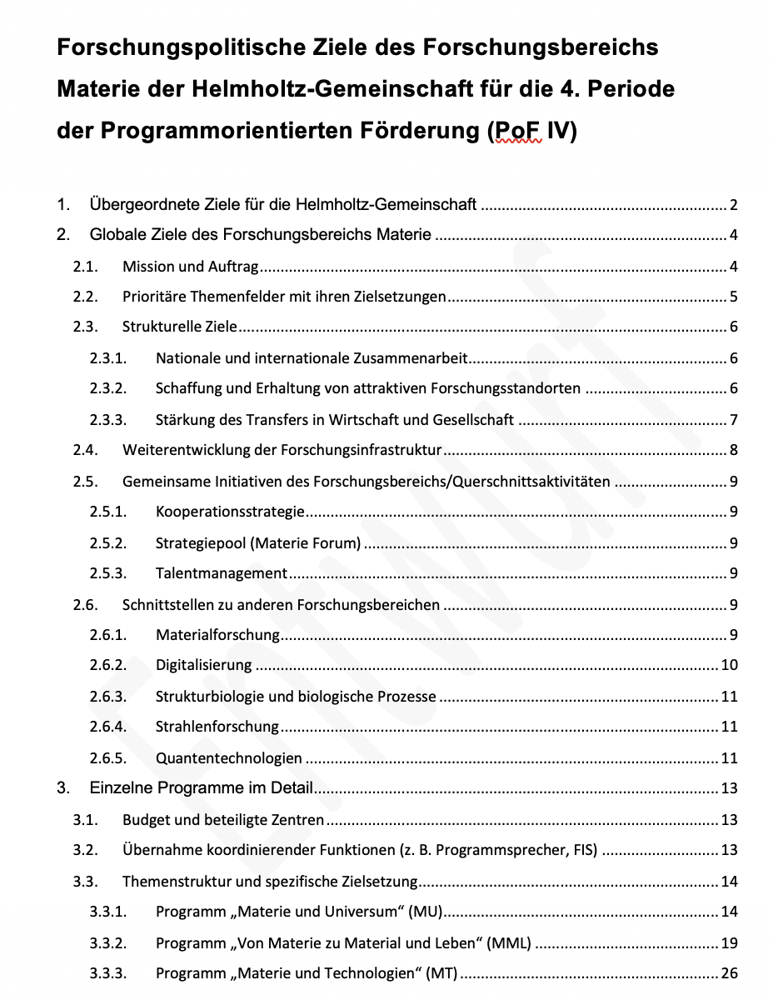 Forschungspolitische Ziele des Forschungsbereichs
Materie der Helmholtz-Gemeinschaft für die 4. Periode
der Programmorientierten Förderung (PoF IV)
1. Übergeordnete Ziele für die Helmholtz-Gemeinschaft ........ 2
2. Globale Ziele des Forschungsbereichs Materie ........ 4
2.1. Mission und Auftrag ........ 4
2.2. Prioritäre Themenfelder mit ihren Zielsetzungen ........ 5
2.3. Strukturelle Ziele ........ 6
2.3.1. Nationale und internationale Zusammenarbeit ........ 6
2.3.2. Schaffung und Erhaltung von attraktiven Forschungsstandorten ........ 6
2.3.3. Stärkung des Transfers in Wirtschaft und Gesellschaft ........ 7
2.4. Weiterentwicklung der Forschungsinfrastruktur ........ 8
2.5. Gemeinsame Initiativen des Forschungsbereichs/Querschnittsaktivitäten ........ 9
2.5.1. Kooperationsstrategie ........ 9
2.5.2. Strategiepool (Materie Forum) ........ 9
2.5.3. Talentmanagement ........ 9
2.6. Schnittstellen zu anderen Forschungsbereichen ........ 9
2.6.1. Materialforschung ........ 9
2.6.2. Digitalisierung ........ 10
2.6.3. Strukturbiologie und biologische Prozesse ........ 11
2.6.4. Strahlenforschung ........ 11
2.6.5. Quantentechnologien ........ 11
3. Einzelne Programme im Detail ........ 13
3.1. Budget und beteiligte Zentren ........ 13
3.2. Übernahme koordinierender Funktionen (z. B. Programmsprecher, FIS) ........ 13
3.3. Themenstruktur und spezifische Zielsetzung ........ 14
3.3.1. Programm „Materie und Universum“ (MU) ........ 14
3.3.2. Programm „Von Materie zu Material und Leben“ (MML) ........ 19
3.3.3. Programm „Materie und Technologien“ (MT) ........ 26
Entwurf